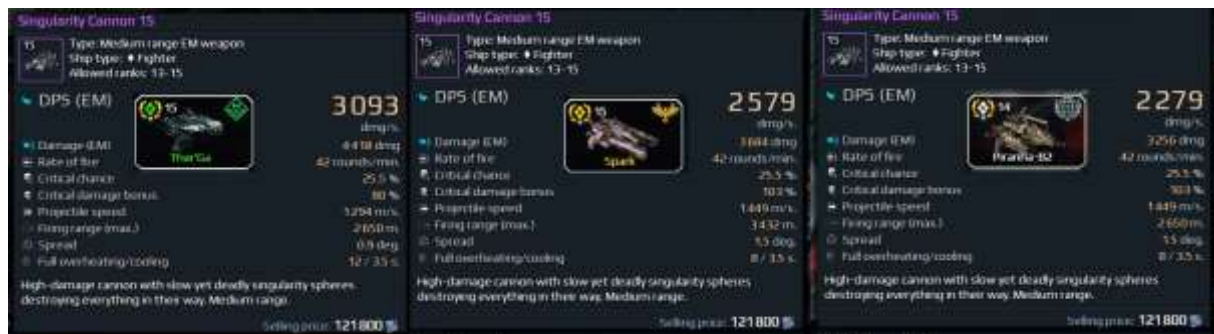 Singularity Cannon 15
15
Type: Medium range EM weapon
Ship type: Fighter
Allowed ranks: 13-15
DPS (EM)
15
Thar'Ga
3093
dmg/s.
Damage (EM) 4418 dmg
Rate of fire 42 rounds/min.
Critical chance 25.5 %
Critical damage bonus 80 %
Projectile speed 1294 m/s.
Firing range (max.) 2650 m.
Spread 0.9 deg.
Full overheating/cooling 12 / 3.5 s.
High-damage cannon with slow yet deadly singularity spheres
destroying everything in their way. Medium range.
Selling price: 121800
Singularity Cannon 15
15
Type: Medium range EM weapon
Ship type: Fighter
Allowed ranks: 13-15
DPS (EM)
15
Spark
2579
dmg/s.
Damage (EM) 3684 dmg
Rate of fire 42 rounds/min.
Critical chance 25.5 %
Critical damage bonus 103 %
Projectile speed 1449 m/s.
Firing range (max.) 3432 m.
Spread 1.5 deg.
Full overheating/cooling 8 / 3.5 s.
High-damage cannon with slow yet deadly singularity spheres
destroying everything in their way. Medium range.
Selling price: 121800
Singularity Cannon 15
15
Type: Medium range EM weapon
Ship type: Fighter
Allowed ranks: 13-15
DPS (EM)
14
Piranha-B2
2279
dmg/s.
Damage (EM) 3256 dmg
Rate of fire 42 rounds/min.
Critical chance 25.5 %
Critical damage bonus 103 %
Projectile speed 1449 m/s.
Firing range (max.) 2650 m.
Spread 1.5 deg.
Full overheating/cooling 8 / 3.5 s.
High-damage cannon with slow yet deadly singularity spheres
destroying everything in their way. Medium range.
Selling price: 121800